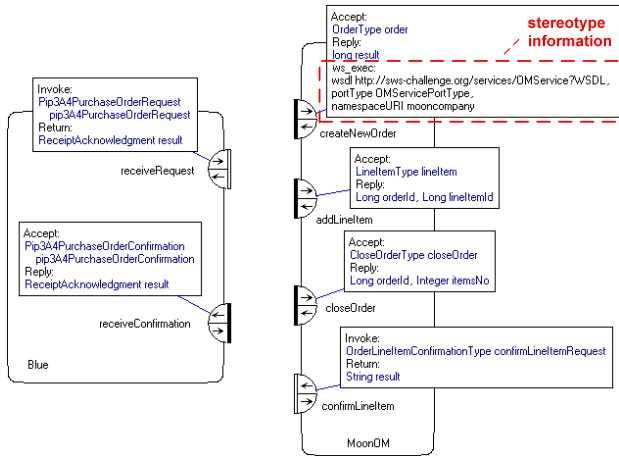 Accept:
OrderType order
Reply:
long result
ws_exec:
wsdl http://sws-challenge.org/services/OMService?WSDL,
portType OMServicePortType,
namespaceURI mooncompany
stereotype
information
createNewOrder
Invoke:
Pip3A4PurchaseOrderRequest
pip3A4PurchaseOrderRequest
Return:
ReceiptAcknowledgment result
receiveRequest
Accept:
LineItemType lineItem
Reply:
Long orderId, Long lineItemId
addLineItem
Accept:
Pip3A4PurchaseOrderConfirmation
pip3A4PurchaseOrderConfirmation
Reply:
ReceiptAcknowledgment result
receiveConfirmation
Accept:
CloseOrderType closeOrder
Reply:
Long orderId, Integer itemsNo
closeOrder
Invoke:
OrderLineItemConfirmationType confirmLineItemRequest
Return:
String result
confirmLineItem
Blue
MoonOM